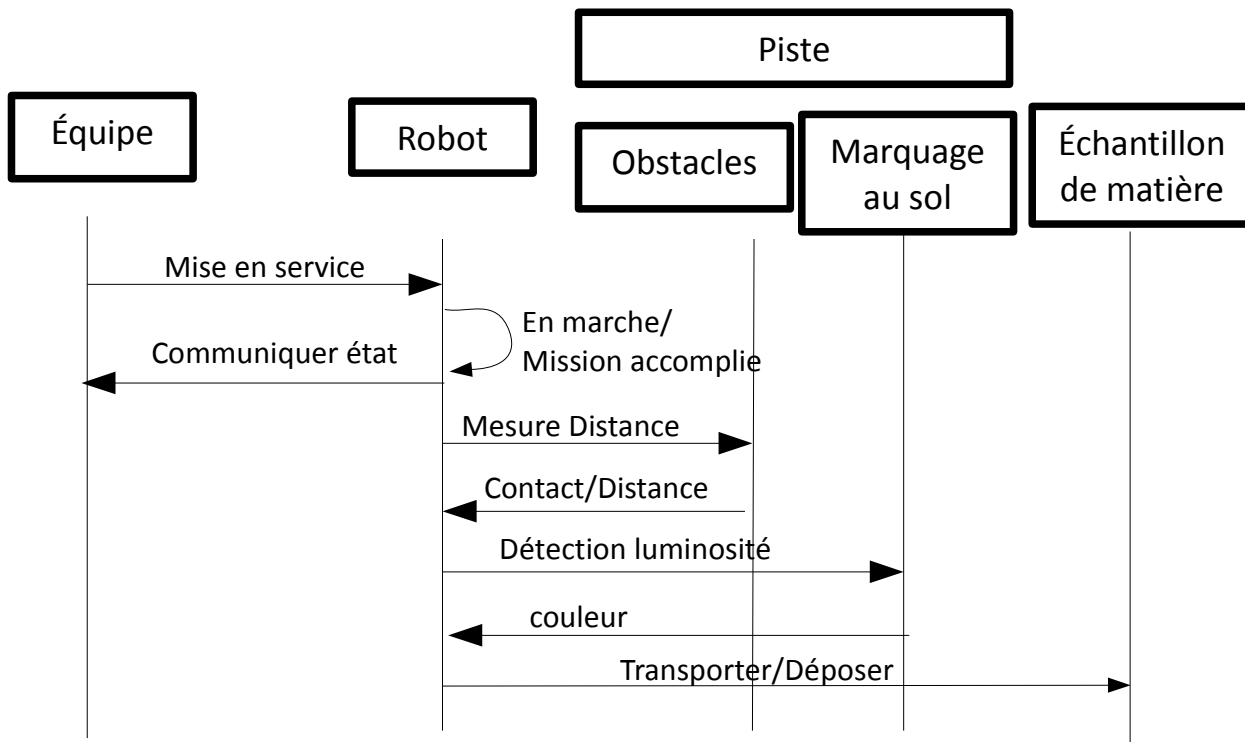 Piste
Équipe
Robot
Obstacles
Marquage
au sol
Échantillon
de matière
Mise en service
En marche/
Mission accomplie
Communiquer état
Mesure Distance
Contact/Distance
Détection luminosité
couleur
Transporter/Déposer